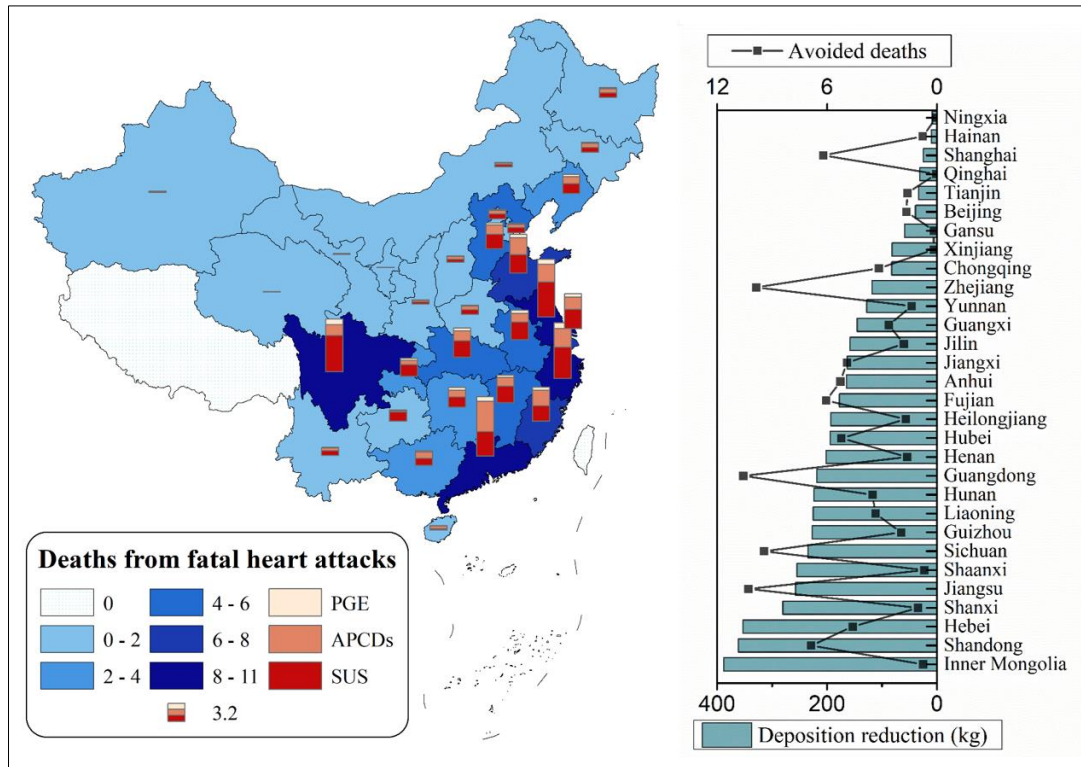 Deaths from fatal heart attacks
0
4 - 6
PGE
0 - 2
6 - 8
APCDs
2 - 4
8 - 11
SUS
3.2
Avoided deaths
12
6
0
Ningxia
Hainan
Shanghai
Qinghai
Tianjin
Beijing
Gansu
Xinjiang
Chongqing
Zhejiang
Yunnan
Guangxi
Jilin
Jiangxi
Anhui
Fujian
Heilongjiang
Hubei
Henan
Guangdong
Hunan
Liaoning
Guizhou
Sichuan
Shaanxi
Jiangsu
Shanxi
Hebei
Shandong
Inner Mongolia
400
200
0
Deposition reduction (kg)